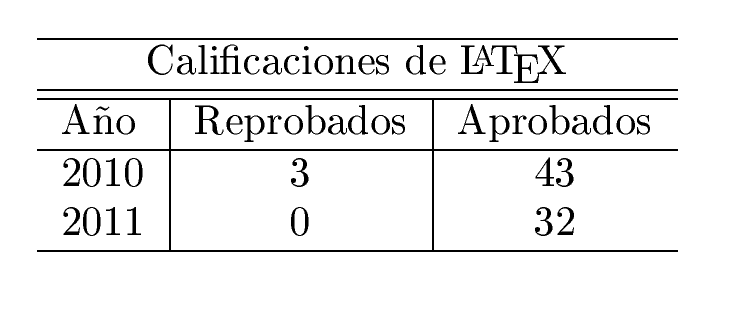 Calificaciones de LATEX
Año Reprobados Aprobados
2010 3 43
2011 0 32